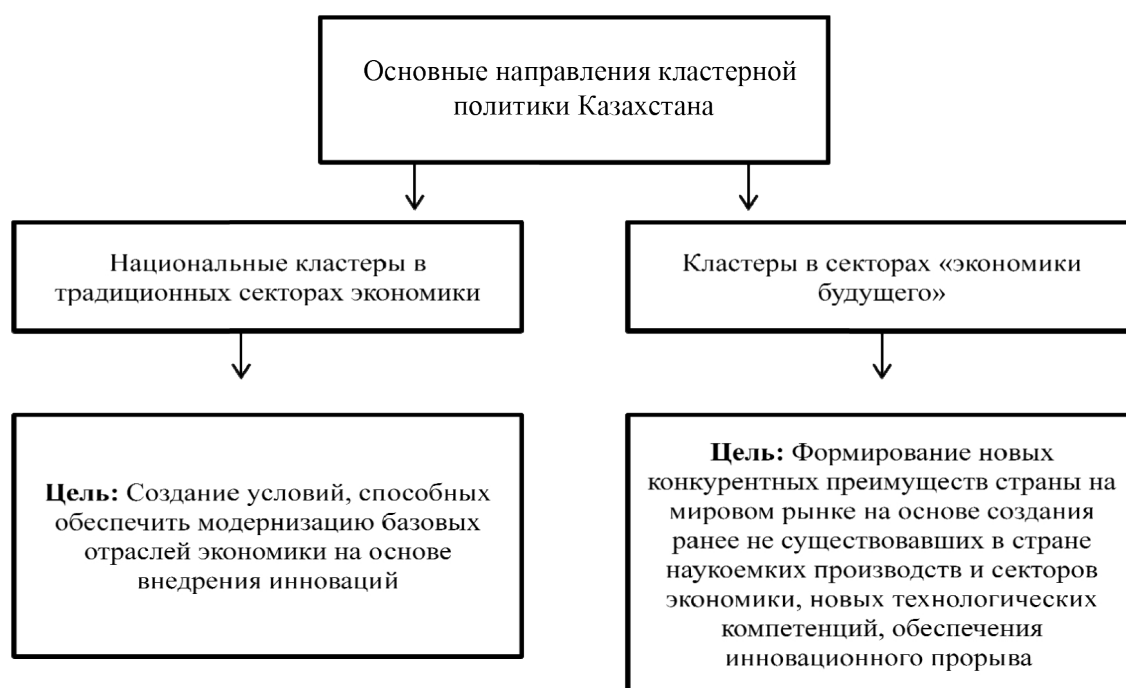 Основные направления кластерной
политики Казахстана
Национальные кластеры в
традиционных секторах экономики
Кластеры в секторах «экономики
будущего»
Цель: Создание условий, способных
обеспечить модернизацию базовых
отраслей экономики на основе
внедрения инноваций
Цель: Формирование новых
конкурентных преимуществ страны на
мировом рынке на основе создания
ранее не существовавших в стране
наукоемких производств и секторов
экономики, новых технологических
компетенций, обеспечения
инновационного прорыва